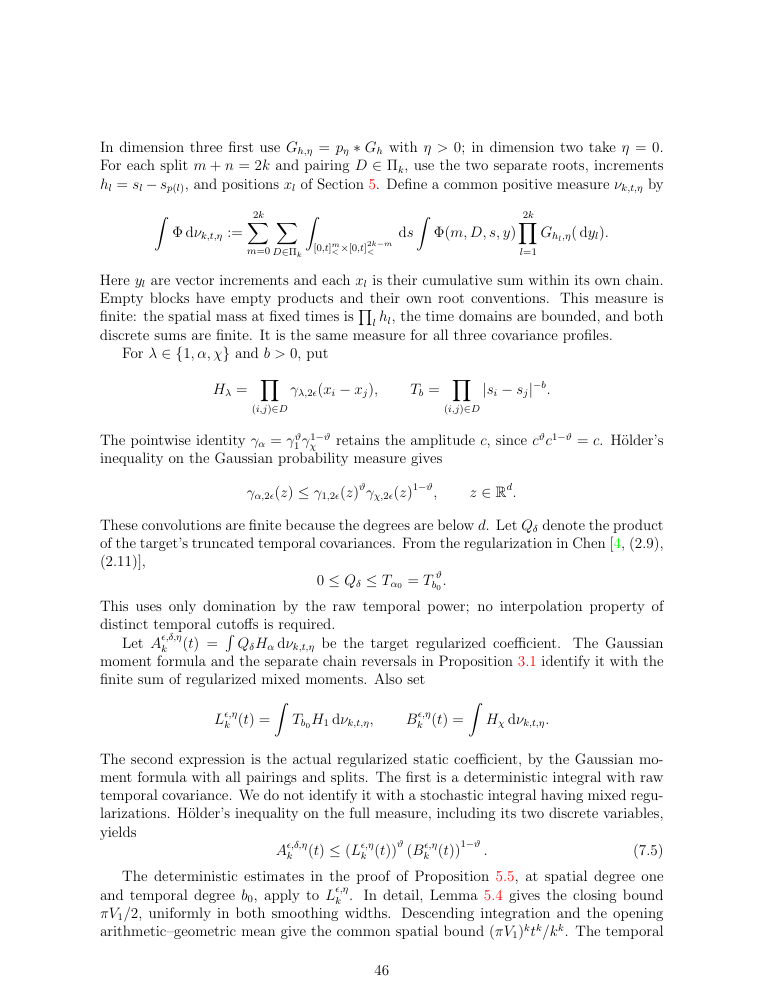 In dimension three first use G_{h,η} = p_η ∗ G_h with η > 0; in dimension two take η = 0.
For each split m + n = 2k and pairing D ∈ Π_k, use the two separate roots, increments
h_l = s_l − s_{p(l)}, and positions x_l of Section 5. Define a common positive measure ν_{k,t,η} by
∫ Φ dν_{k,t,η} := ∑_{m=0}^{2k} ∑_{D∈Π_k} ∫_{[0,t]_<^m×[0,t]_<^{2k−m}} ds ∫ Φ(m, D, s, y) ∏_{l=1}^{2k} G_{h_l,η}( dy_l).
Here y_l are vector increments and each x_l is their cumulative sum within its own chain.
Empty blocks have empty products and their own root conventions. This measure is
finite: the spatial mass at fixed times is ∏_l h_l, the time domains are bounded, and both
discrete sums are finite. It is the same measure for all three covariance profiles.
For λ ∈ {1, α, χ} and b > 0, put
H_λ = ∏_{(i,j)∈D} γ_{λ,2ϵ}(x_i − x_j), T_b = ∏_{(i,j)∈D} |s_i − s_j|^{−b}.
The pointwise identity γ_α = γ_1^ϑ γ_χ^{1−ϑ} retains the amplitude c, since c^ϑ c^{1−ϑ} = c. Hölder’s
inequality on the Gaussian probability measure gives
γ_{α,2ϵ}(z) ≤ γ_{1,2ϵ}(z)^ϑ γ_{χ,2ϵ}(z)^{1−ϑ}, z ∈ ℝ^d.
These convolutions are finite because the degrees are below d. Let Q_δ denote the product
of the target’s truncated temporal covariances. From the regularization in Chen [4, (2.9),
(2.11)],
0 ≤ Q_δ ≤ T_{α_0} = T_{b_0}^ϑ.
This uses only domination by the raw temporal power; no interpolation property of
distinct temporal cutoffs is required.
Let A_k^{ϵ,δ,η}(t) = ∫ Q_δ H_α dν_{k,t,η} be the target regularized coefficient. The Gaussian
moment formula and the separate chain reversals in Proposition 3.1 identify it with the
finite sum of regularized mixed moments. Also set
L_k^{ϵ,η}(t) = ∫ T_{b_0} H_1 dν_{k,t,η}, B_k^{ϵ,η}(t) = ∫ H_χ dν_{k,t,η}.
The second expression is the actual regularized static coefficient, by the Gaussian mo-
ment formula with all pairings and splits. The first is a deterministic integral with raw
temporal covariance. We do not identify it with a stochastic integral having mixed regu-
larizations. Hölder’s inequality on the full measure, including its two discrete variables,
yields
A_k^{ϵ,δ,η}(t) ≤ (L_k^{ϵ,η}(t))^ϑ (B_k^{ϵ,η}(t))^{1−ϑ} . (7.5)
The deterministic estimates in the proof of Proposition 5.5, at spatial degree one
and temporal degree b_0, apply to L_k^{ϵ,η}. In detail, Lemma 5.4 gives the closing bound
πV_1/2, uniformly in both smoothing widths. Descending integration and the opening
arithmetic–geometric mean give the common spatial bound (πV_1)^k t^k/k^k. The temporal
46